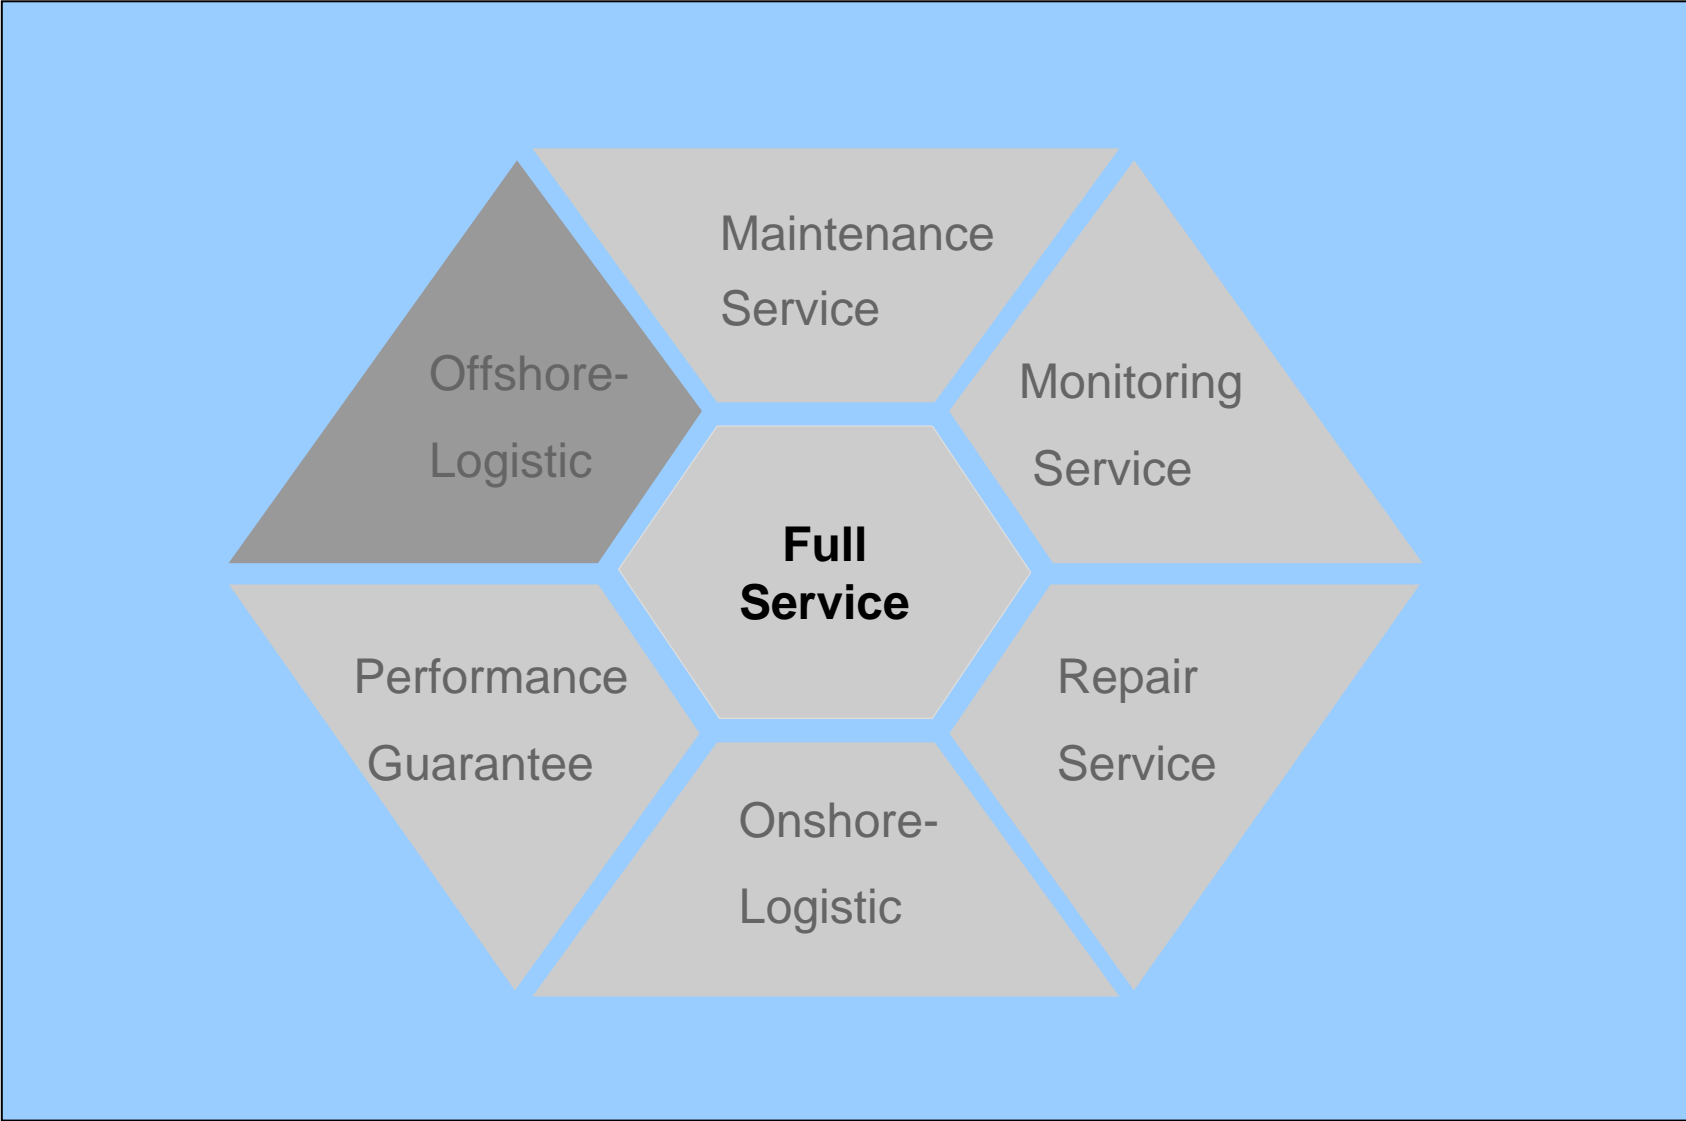 Maintenance
Service
Offshore-
Logistic
Monitoring
Service
Full
Service
Performance
Guarantee
Repair
Service
Onshore-
Logistic